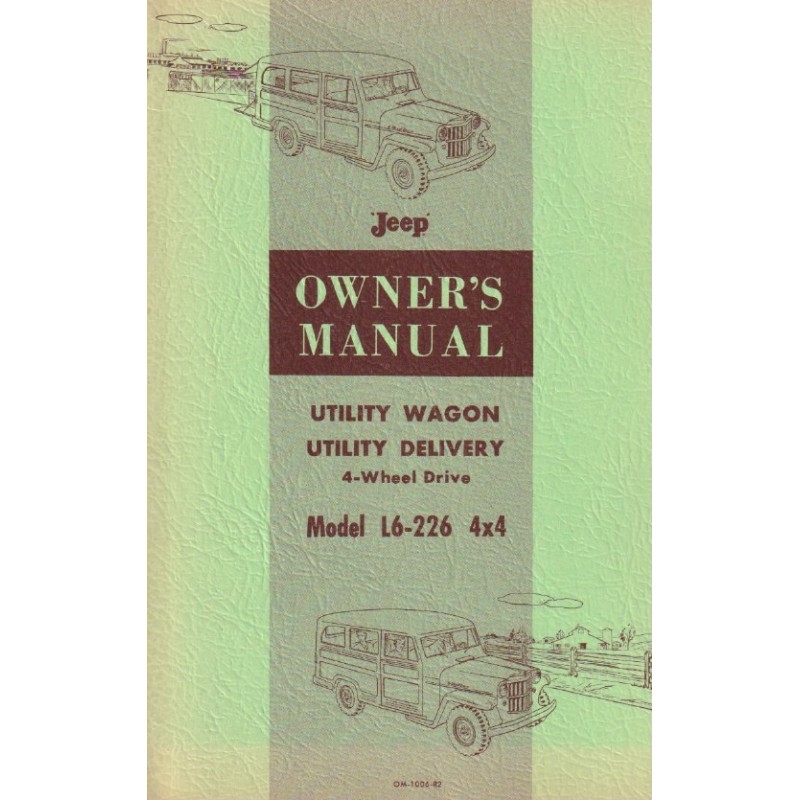 'Jeep'
OWNER'S
MANUAL
UTILITY WAGON
UTILITY DELIVERY
4-Wheel Drive
Model L6-226 4x4
OM-1006-R2